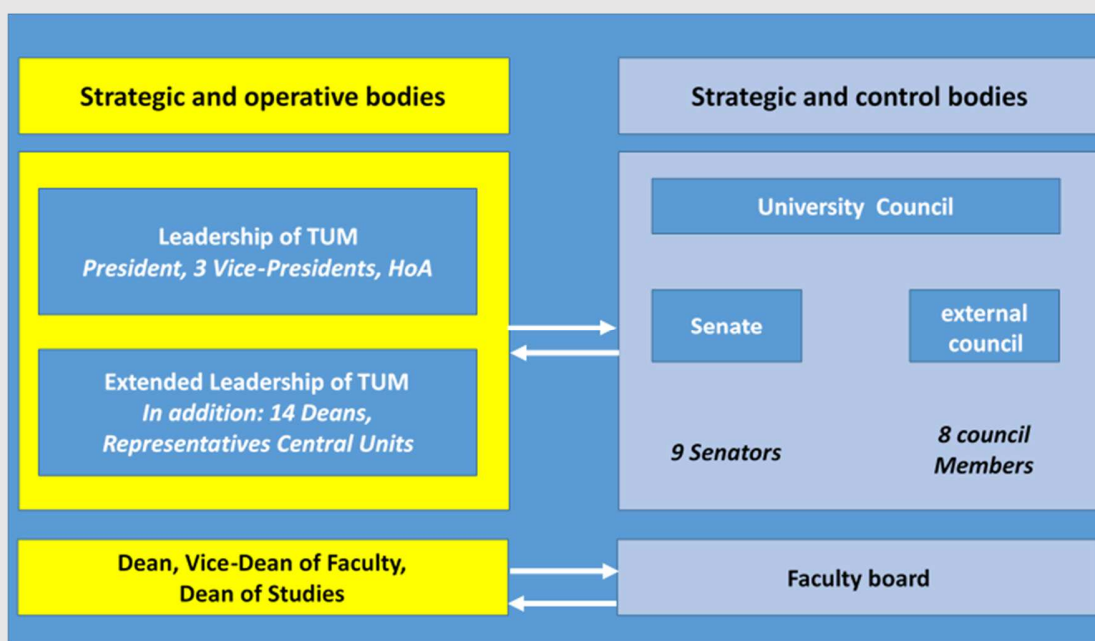 Strategic and operative bodies
Strategic and control bodies
Leadership of TUM
President, 3 Vice-Presidents, HoA
Extended Leadership of TUM
In addition: 14 Deans,
Representatives Central Units
University Council
Senate
external
council
9 Senators
8 council
Members
Dean, Vice-Dean of Faculty,
Dean of Studies
Faculty board